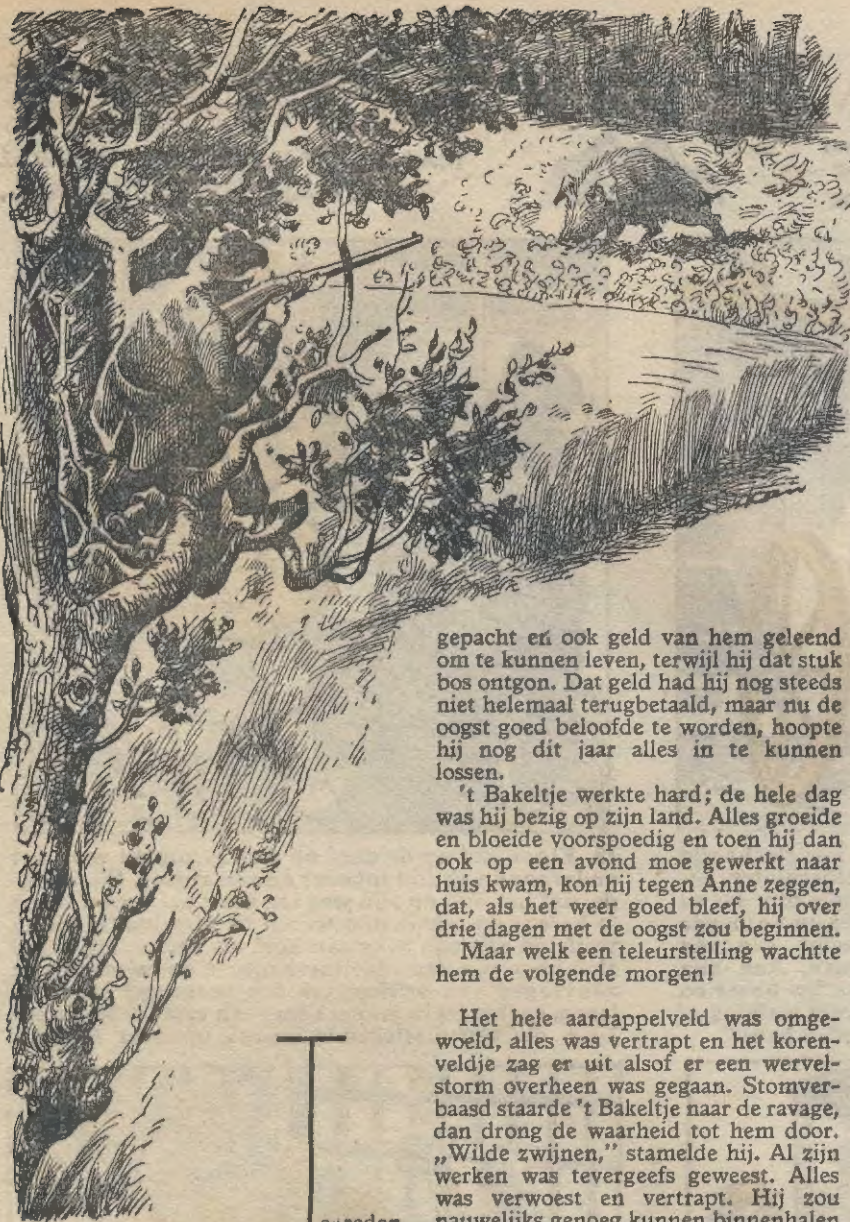 gepacht en ook geld van hem geleend
om te kunnen leven, terwijl hij dat stuk
bos ontgon. Dat geld had hij nog steeds
niet helemaal terugbetaald, maar nu de
oogst goed beloofde te worden, hoopte
hij nog dit jaar alles in te kunnen
lossen.
't Bakeltje werkte hard; de hele dag
was hij bezig op zijn land. Alles groeide
en bloeide voorspoedig en toen hij dan
ook op een avond moe gewerkt naar
huis kwam, kon hij tegen Anne zeggen,
dat, als het weer goed bleef, hij over
drie dagen met de oogst zou beginnen.
Maar welk een teleurstelling wachtte
hem de volgende morgen!
Het hele aardappelveld was omge-
woeld, alles was vertrapt en het koren-
veldje zag er uit alsof er een wervel-
storm overheen was gegaan. Stomver-
baasd staarde 't Bakeltje naar de ravage,
dan drong de waarheid tot hem door.
„Wilde zwijnen,” stamelde hij. Al zijn
werken was tevergeefs geweest. Alles
was verwoest en vertrapt. Hij zou
nauwelijks genoeg kunnen binnenhalen